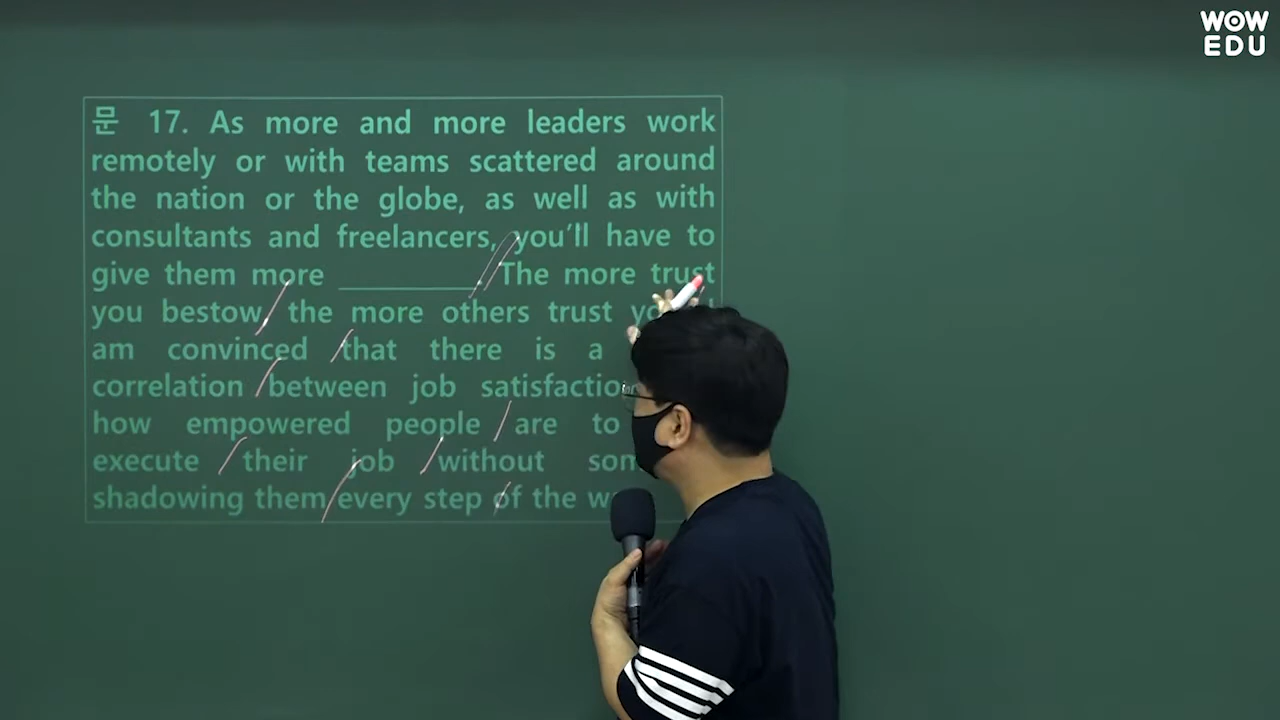 WOW
EDU
문 17. As more and more leaders work
remotely or with teams scattered around
the nation or the globe, as well as with
consultants and freelancers, you'll have to
give them more __________. The more trust
you bestow, the more others trust
am convinced that there is a
correlation between job
how empowered people are to
execute their job without
shadowing them every step of the